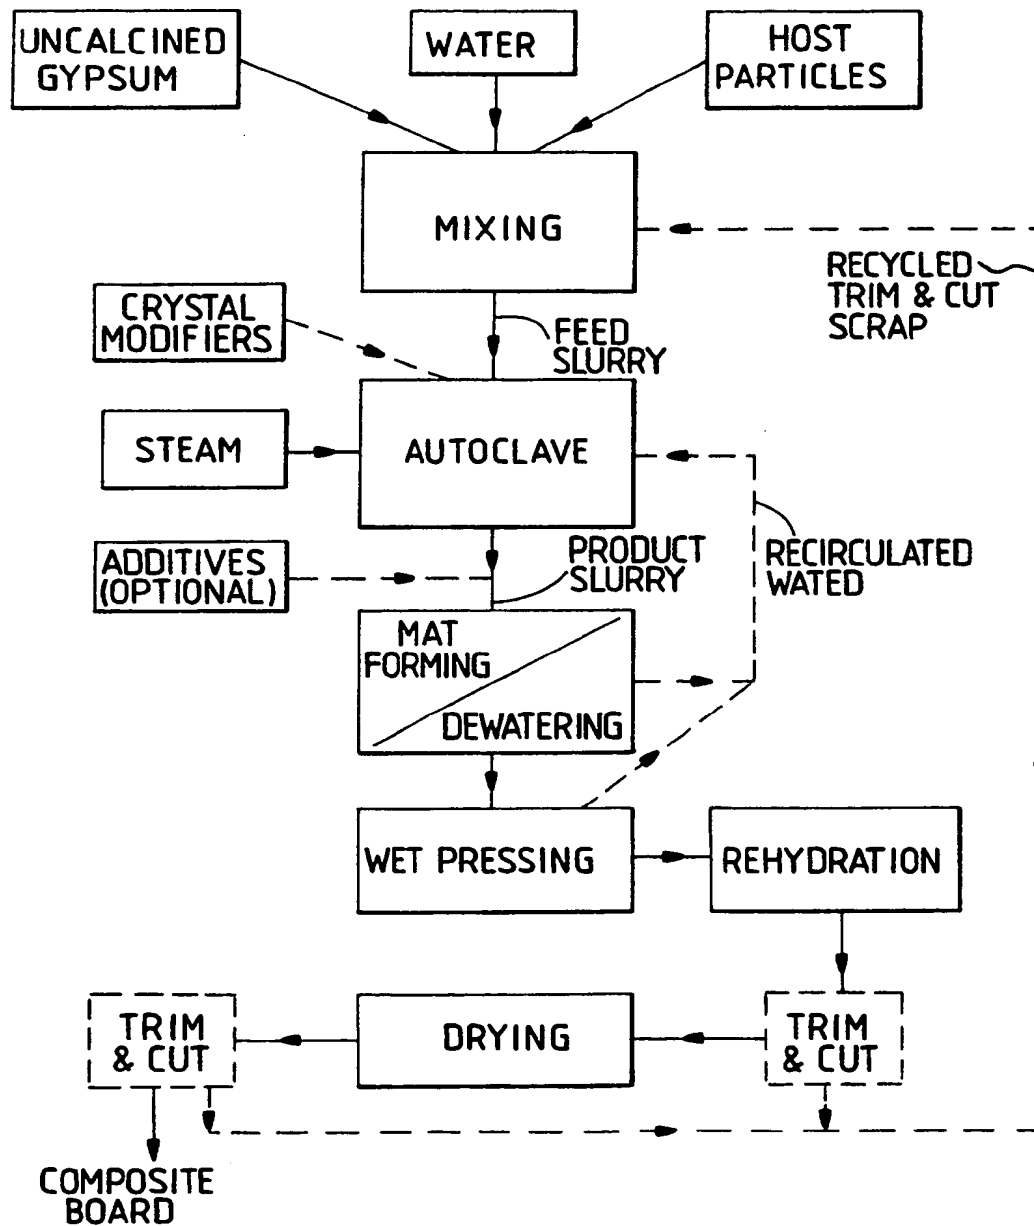 UNCALCINED
GYPSUM
WATER
HOST
PARTICLES
MIXING
RECYCLED
TRIM & CUT
SCRAP
CRYSTAL
MODIFIERS
FEED
SLURRY
STEAM
AUTOCLAVE
ADDITIVES
(OPTIONAL)
PRODUCT
SLURRY
RECIRCULATED
WATED
MAT
FORMING
DEWATERING
WET PRESSING
REHYDRATION
TRIM
& CUT
DRYING
TRIM
& CUT
COMPOSITE
BOARD